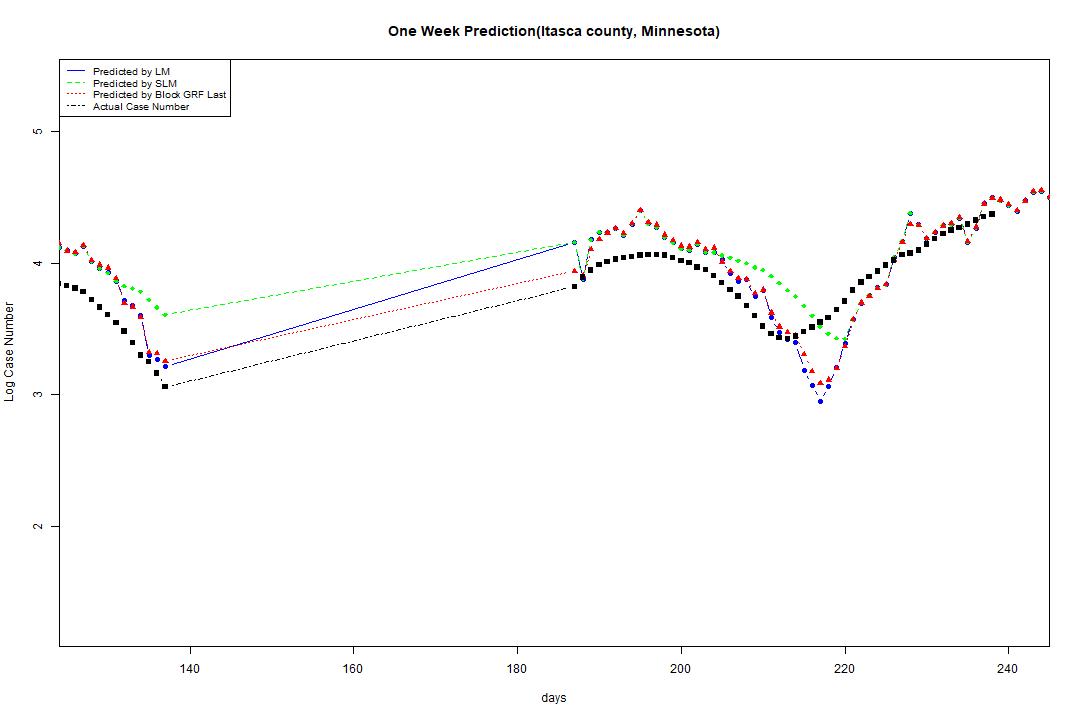 One Week Prediction(Itasca county, Minnesota)
Predicted by LM
Predicted by SLM
Predicted by Block GRF Last
Actual Case Number
5
4
3
2
Log Case Number
140 160 180 200 220 240
days